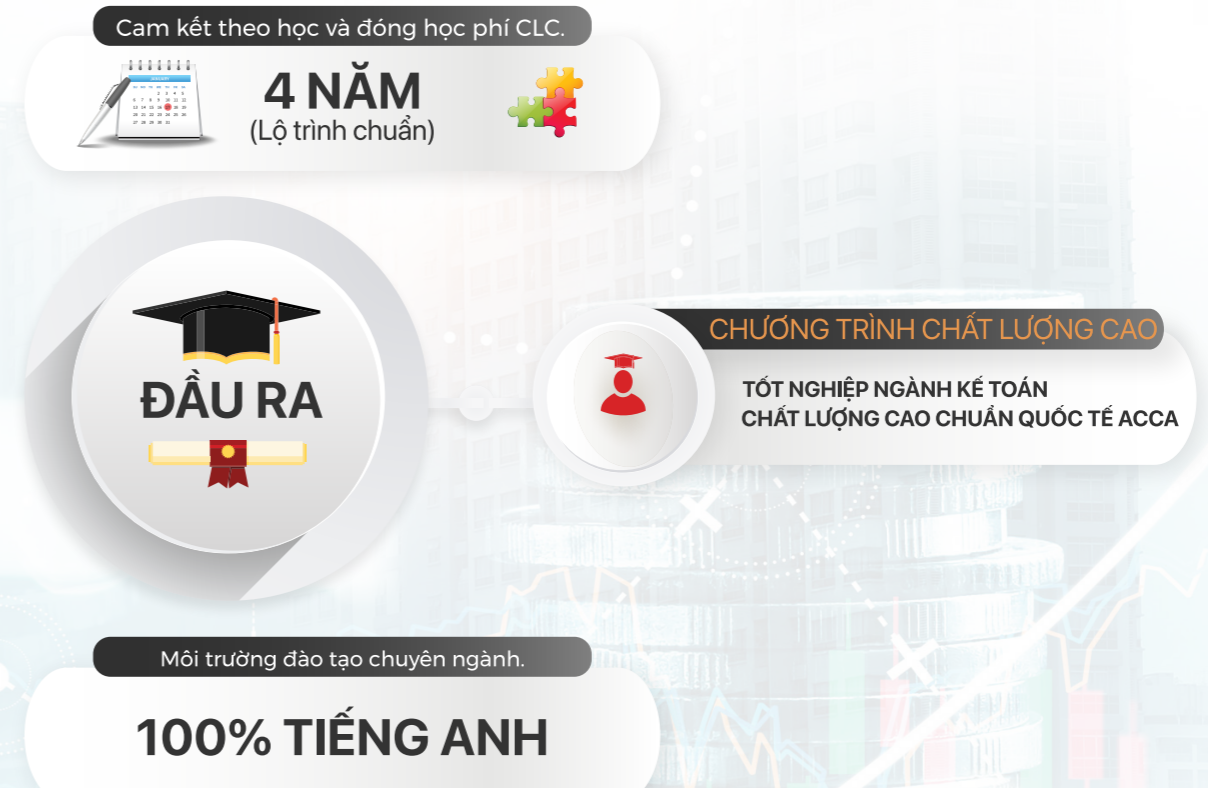 Cam kết theo học và đóng học phí CLC.
4 NĂM
(Lộ trình chuẩn)
ĐẦU RA
CHƯƠNG TRÌNH CHẤT LƯỢNG CAO
TỐT NGHIỆP NGÀNH KẾ TOÁN
CHẤT LƯỢNG CAO CHUẨN QUỐC TẾ ACCA
Môi trường đào tạo chuyên ngành.
100% TIẾNG ANH